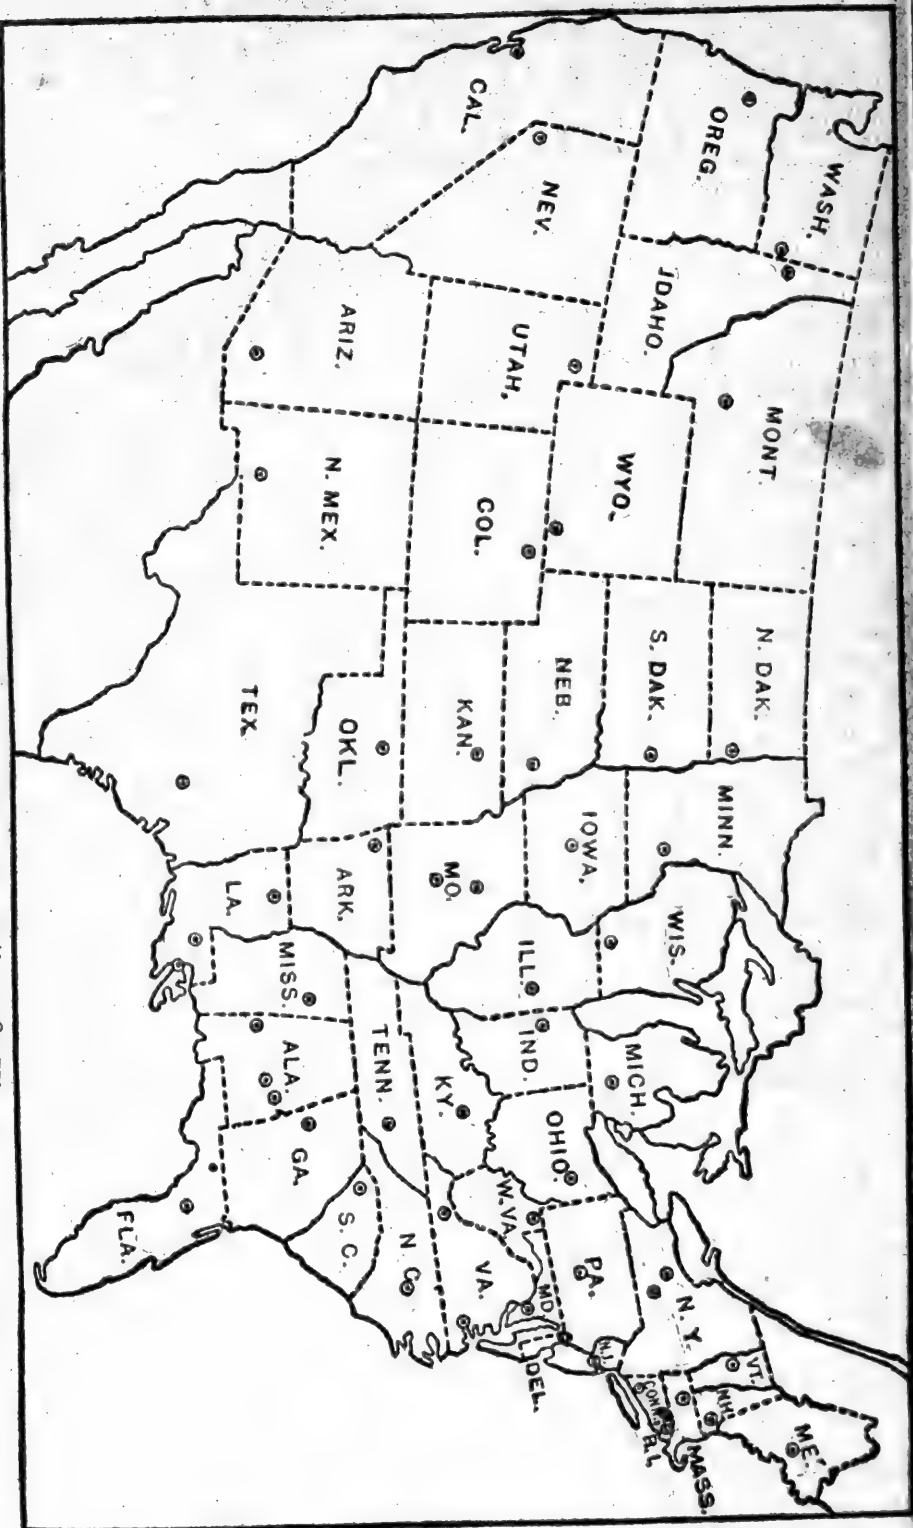 WASH.
OREG.
CAL.
NEV.
JDAHO.
MONT.
WYO.
UTAH,
ARIZ.
COL.
N. MEX.
N. DAK.
S. DAK.
NEB.
KAN.
OKL.
TEX.
MINN.
IOWA.
MO.
ARK.
LA.
WIS.
ILL.
MICH.
IND.
OHIO.
KY.
TENN.
MISS.
ALA.
GA.
FLA.
S. C.
N. C.
VA.
W. VA.
MD.
DEL.
PA.
N. J.
N. Y.
CONN.
R.I.
MASS.
VT.
N.H.
ME.